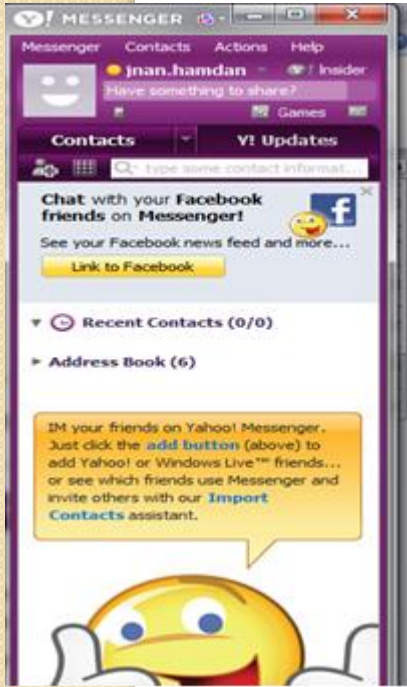 Y! MESSENGER
Messenger Contacts Actions Help
jnan.hamdan Y! Insider
Have something to share?
Games
Contacts Y! Updates
type some contact informat...
Chat with your Facebook
friends on Messenger!
f
See your Facebook news feed and more...
Link to Facebook
Recent Contacts (0/0)
Address Book (6)
IM your friends on Yahoo! Messenger.
Just click the add button (above) to
add Yahoo! or Windows Live™ friends...
or see which friends use Messenger and
invite others with our Import
Contacts assistant.